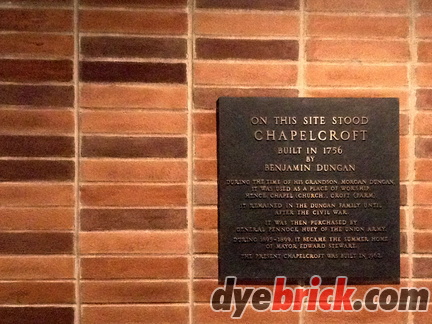 ON THIS SITE STOOD
CHAPELCROFT
BUILT IN 1756
BY
BENJAMIN DUNGAN
DURING THE TIME OF HIS GRANDSON, MORGAN DUNGAN,
IT WAS USED AS A PLACE OF WORSHIP,
HENCE CHAPEL (CHURCH), CROFT (FARM).
IT REMAINED IN THE DUNGAN FAMILY UNTIL
AFTER THE CIVIL WAR.
IT WAS THEN PURCHASED BY
GENERAL PENNOCK HUEY OF THE UNION ARMY.
DURING 1895-1899, IT BECAME THE SUMMER HOME
OF MAYOR EDWARD STEWART.
THE PRESENT CHAPELCROFT WAS BUILT IN
dyebrick.com